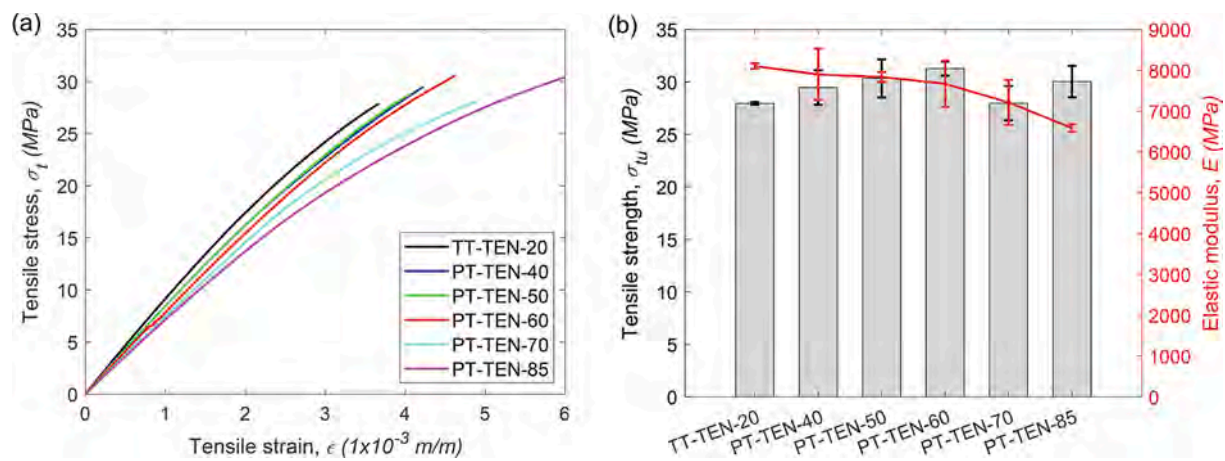 (a)
35
30
25
20
15
10
5
0
Tensile stress, σt (MPa)
TT-TEN-20
PT-TEN-40
PT-TEN-50
PT-TEN-60
PT-TEN-70
PT-TEN-85
0 1 2 3 4 5 6
Tensile strain, ϵ (1x10⁻³ m/m)
(b)
35
30
25
20
15
10
5
0
Tensile strength, σtu (MPa)
9000
8000
7000
6000
5000
4000
3000
2000
1000
0
Elastic modulus, E (MPa)
TT-TEN-20
PT-TEN-40
PT-TEN-50
PT-TEN-60
PT-TEN-70
PT-TEN-85